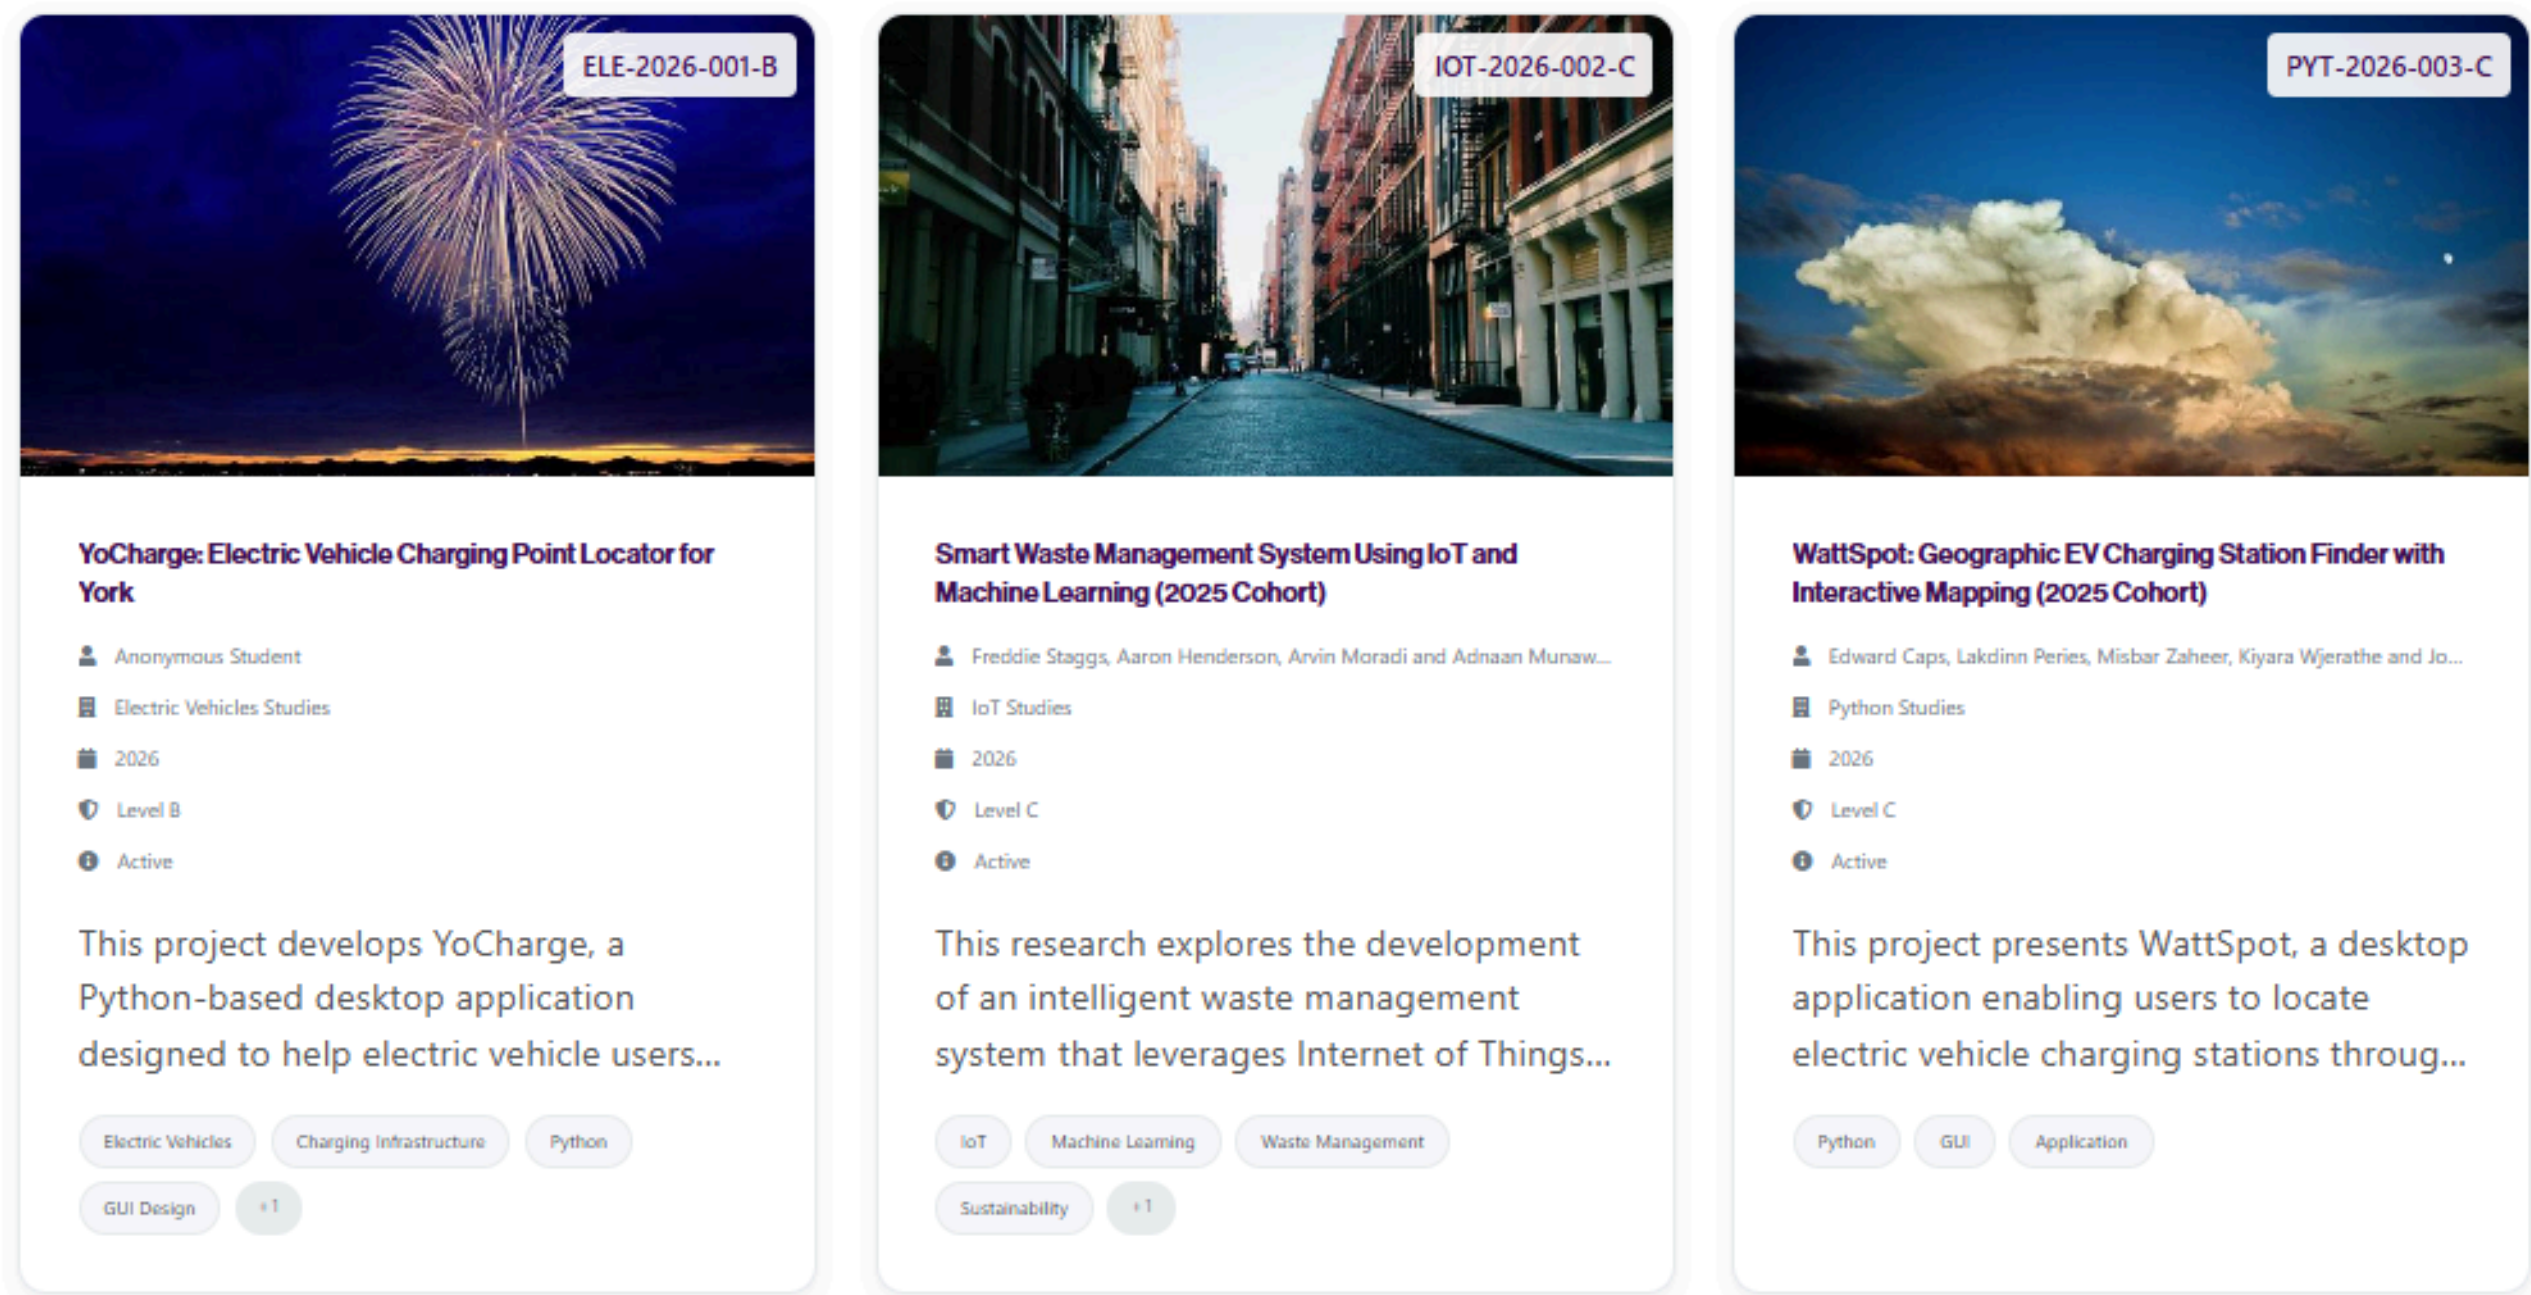 ELE-2026-001-B
YoCharge: Electric Vehicle Charging Point Locator for
York
Anonymous Student
Electric Vehicles Studies
2026
Level B
Active
This project develops YoCharge, a
Python-based desktop application
designed to help electric vehicle users...
Electric Vehicles
Charging Infrastructure
Python
GUI Design
+1
IOT-2026-002-C
Smart Waste Management System Using IoT and
Machine Learning (2025 Cohort)
Freddie Staggs, Aaron Henderson, Arvin Moradi and Adnaan Munaw...
IoT Studies
2026
Level C
Active
This research explores the development
of an intelligent waste management
system that leverages Internet of Things...
IoT
Machine Learning
Waste Management
Sustainability
+1
PYT-2026-003-C
WattSpot: Geographic EV Charging Station Finder with
Interactive Mapping (2025 Cohort)
Edward Caps, Lakdinn Peries, Misbar Zaheer, Kiyara Wjerathe and Jo...
Python Studies
2026
Level C
Active
This project presents WattSpot, a desktop
application enabling users to locate
electric vehicle charging stations throug...
Python
GUI
Application